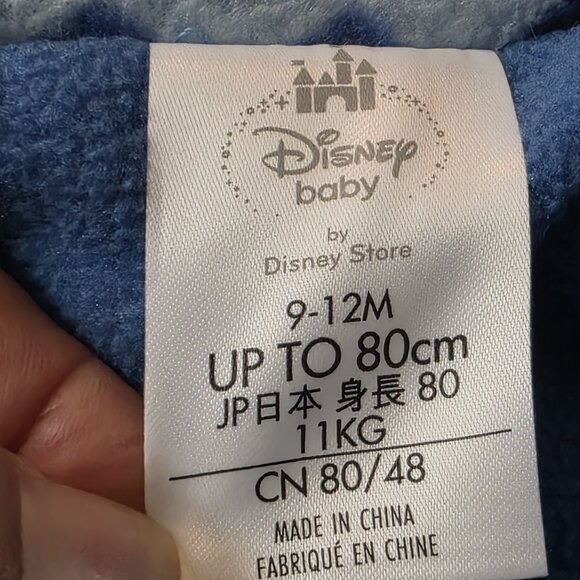 Disney
baby
by
Disney Store
9-12M
UP TO 80cm
JP日本 身長 80
11KG
CN 80/48
MADE IN CHINA
FABRIQUÉ EN CHINE